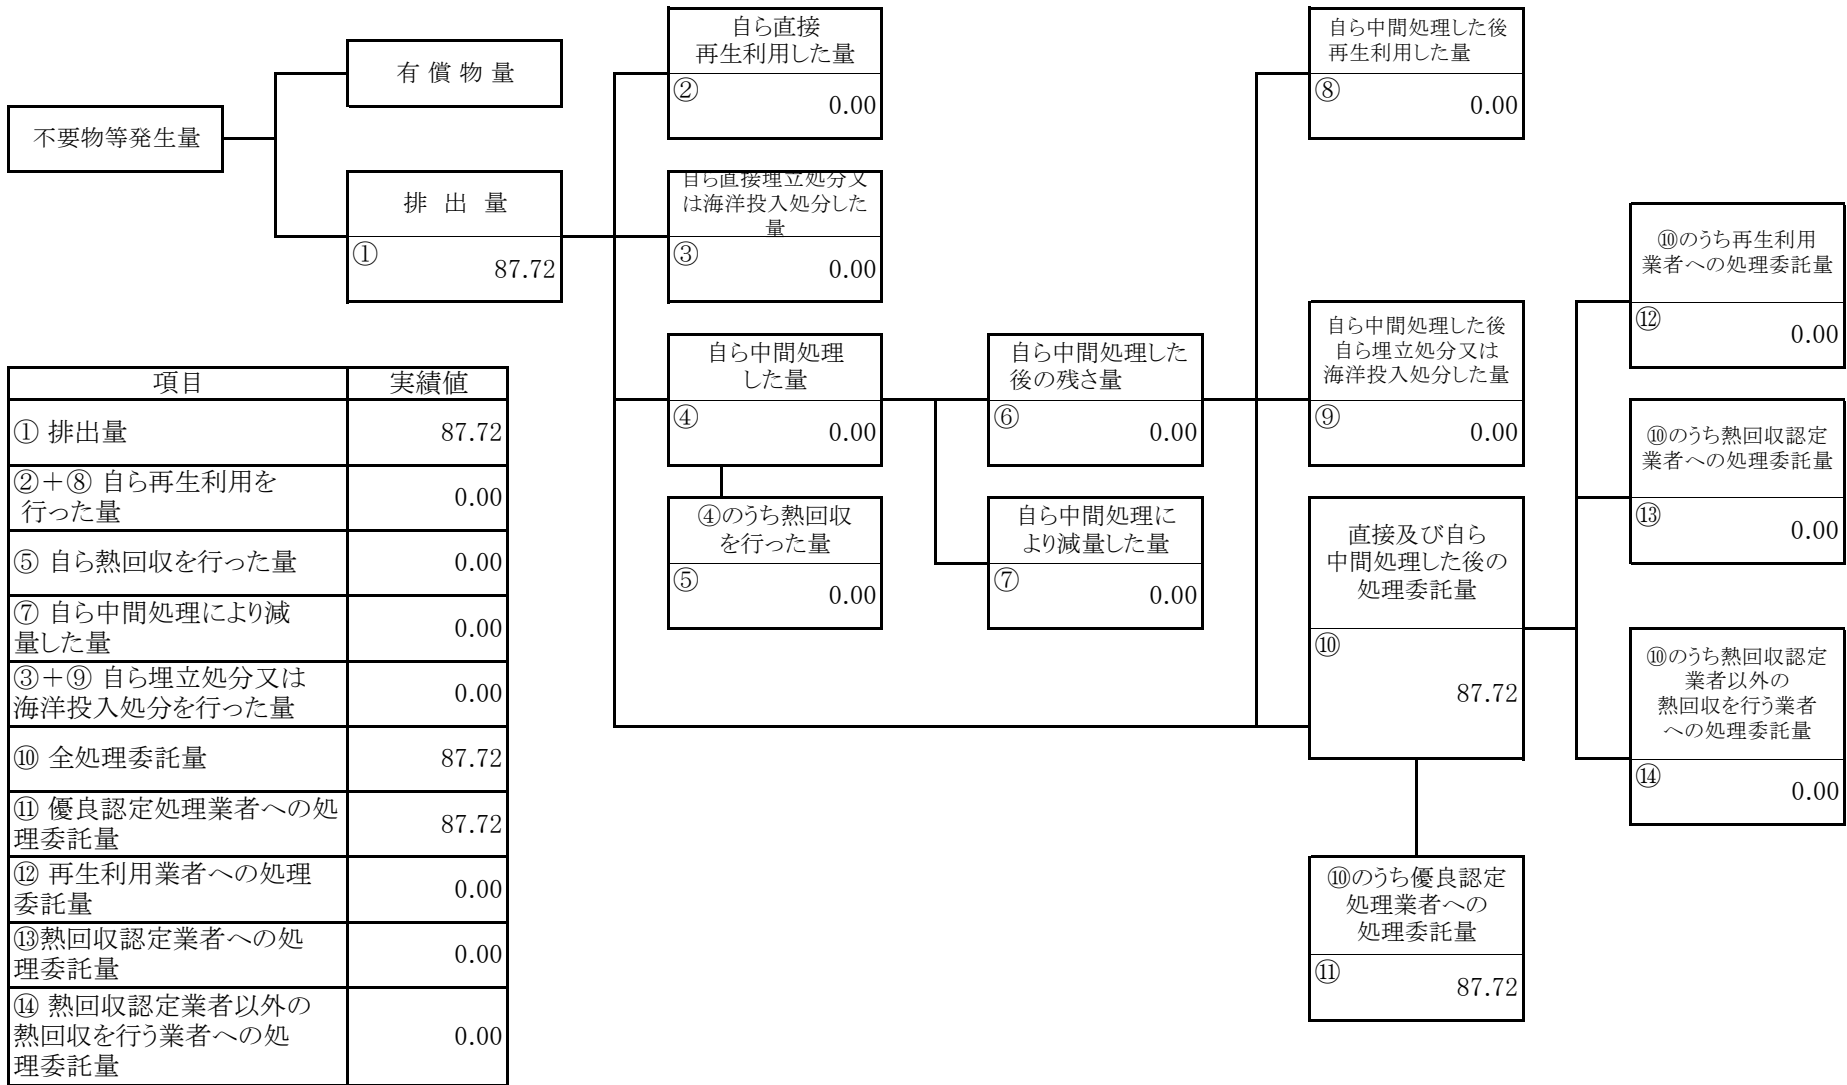 不要物等発生量
有 償 物 量
排 出 量
①
87.72
自ら直接
再生利用した量
②
0.00
自ら直接埋立処分又
は海洋投入処分した
量
③
0.00
自ら中間処理
した量
④
0.00
④のうち熱回収
を行った量
⑤
0.00
自ら中間処理した
後の残さ量
⑥
0.00
自ら中間処理に
より減量した量
⑦
0.00
自ら中間処理した後
再生利用した量
⑧
0.00
自ら中間処理した後
自ら埋立処分又は
海洋投入処分した量
⑨
0.00
直接及び自ら
中間処理した後の
処理委託量
⑩
87.72
⑩のうち優良認定
処理業者への
処理委託量
⑪
87.72
⑩のうち再生利用
業者への処理委託量
⑫
0.00
⑩のうち熱回収認定
業者への処理委託量
⑬
0.00
⑩のうち熱回収認定
業者以外の
熱回収を行う業者
への処理委託量
⑭
0.00
項目 実績値
① 排出量 87.72
②+⑧ 自ら再生利用を
行った量 0.00
⑤ 自ら熱回収を行った量 0.00
⑦ 自ら中間処理により減
量した量 0.00
③+⑨ 自ら埋立処分又は
海洋投入処分を行った量 0.00
⑩ 全処理委託量 87.72
⑪ 優良認定処理業者への処
理委託量 87.72
⑫ 再生利用業者への処理
委託量 0.00
⑬熱回収認定業者への処
理委託量 0.00
⑭ 熱回収認定業者以外の
熱回収を行う業者への処
理委託量 0.00